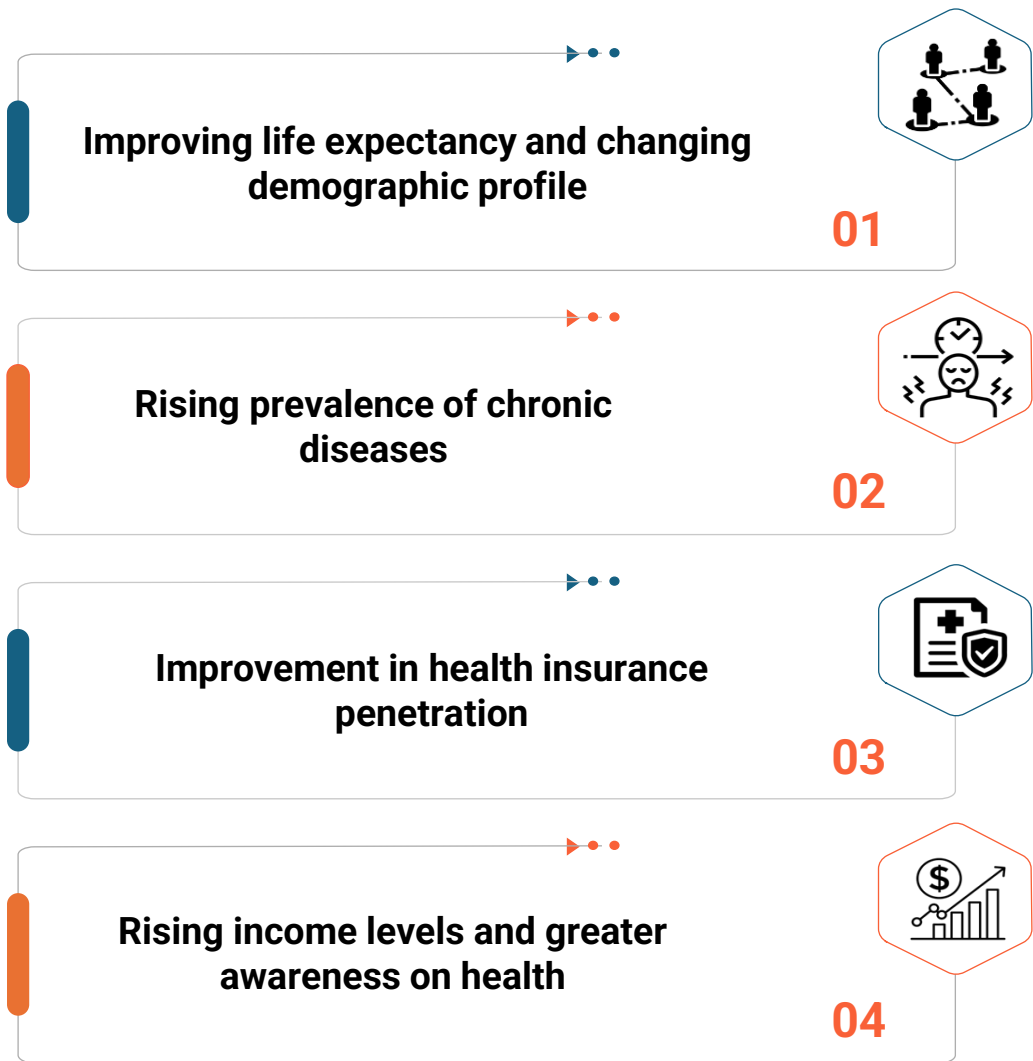 Improving life expectancy and changing
demographic profile
01
Rising prevalence of chronic
diseases
02
Improvement in health insurance
penetration
03
$
Rising income levels and greater
awareness on health
04